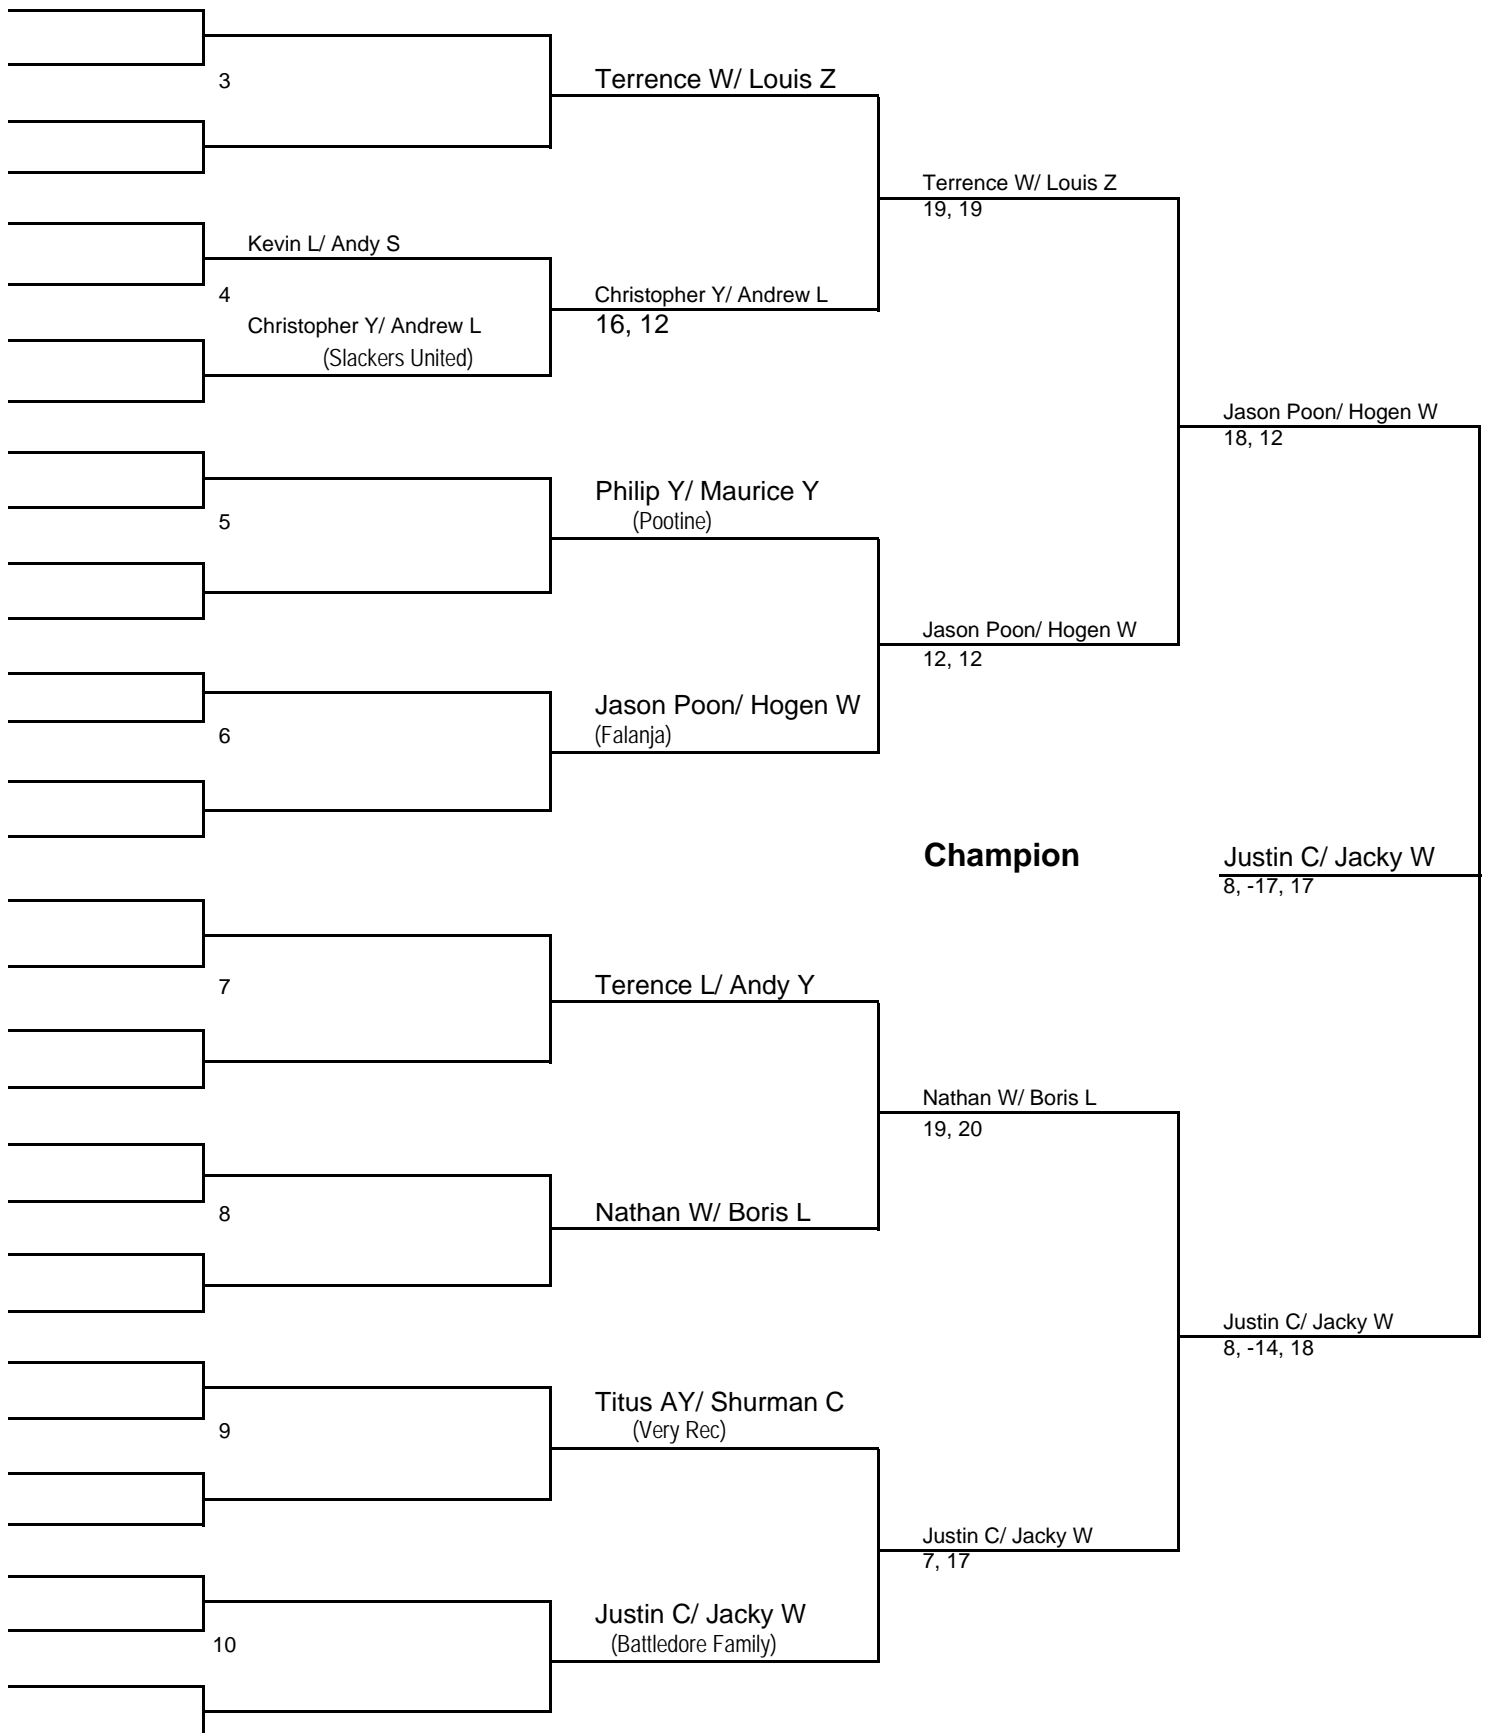 3
Terrence W/ Louis Z
Terrence W/ Louis Z
19, 19
Kevin L/ Andy S
4
Christopher Y/ Andrew L
16, 12
Christopher Y/ Andrew L
(Slackers United)
Jason Poon/ Hogen W
18, 12
Philip Y/ Maurice Y
(Pootine)
5
Jason Poon/ Hogen W
12, 12
Jason Poon/ Hogen W
(Falanja)
6
Champion
Justin C/ Jacky W
8, -17, 17
7
Terence L/ Andy Y
Nathan W/ Boris L
19, 20
8
Nathan W/ Boris L
Justin C/ Jacky W
8, -14, 18
Titus AY/ Shurman C
(Very Rec)
9
Justin C/ Jacky W
7, 17
Justin C/ Jacky W
(Battledore Family)
10